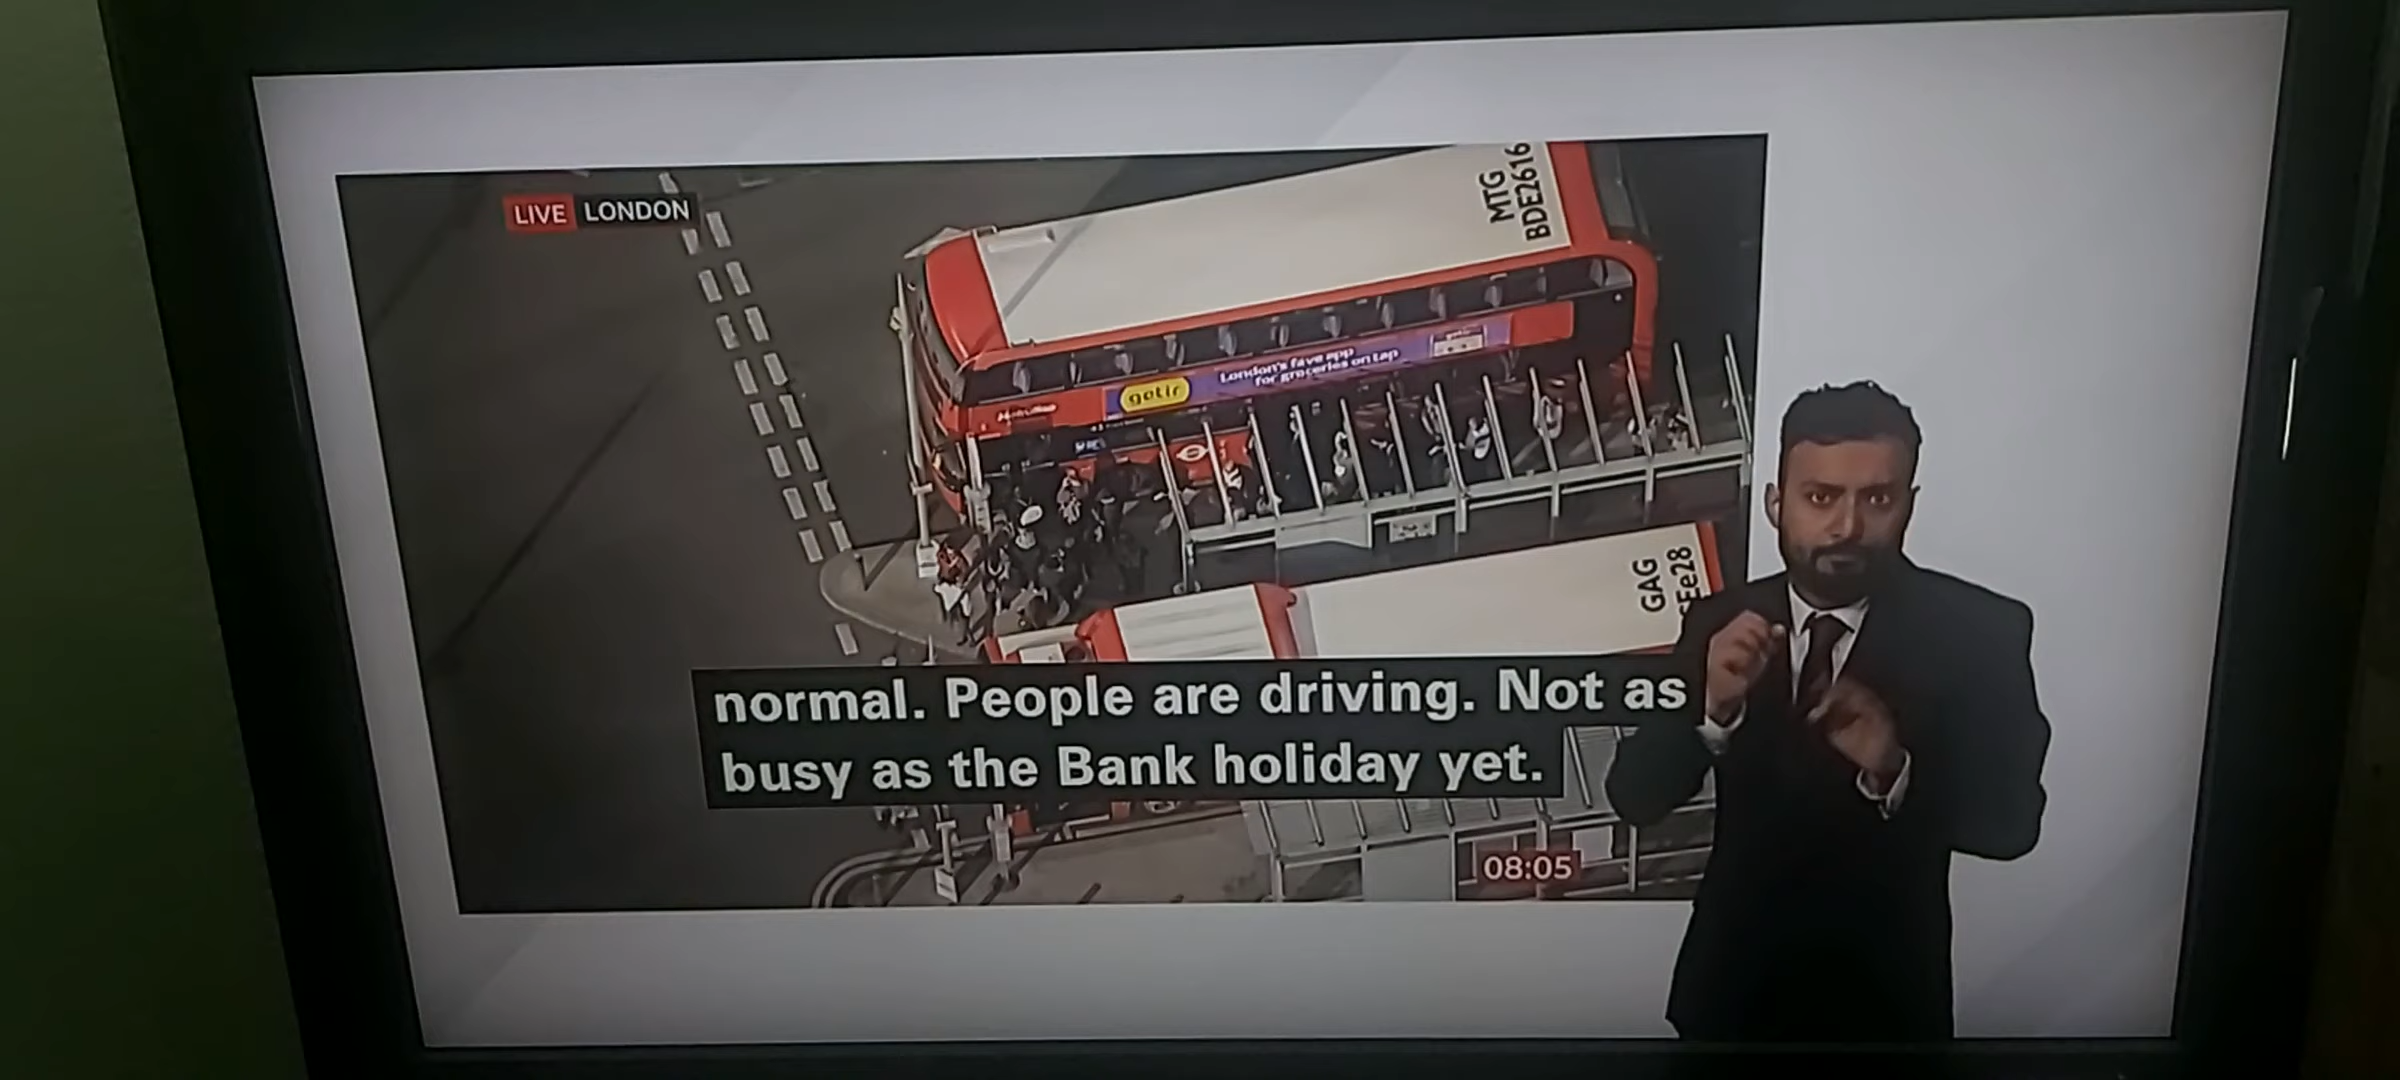 LIVE LONDON
MTG
BDE2616
London's fave app
for groceries on tap
getir
Metroline
GAG
normal. People are driving. Not as
busy as the Bank holiday yet.
08:05